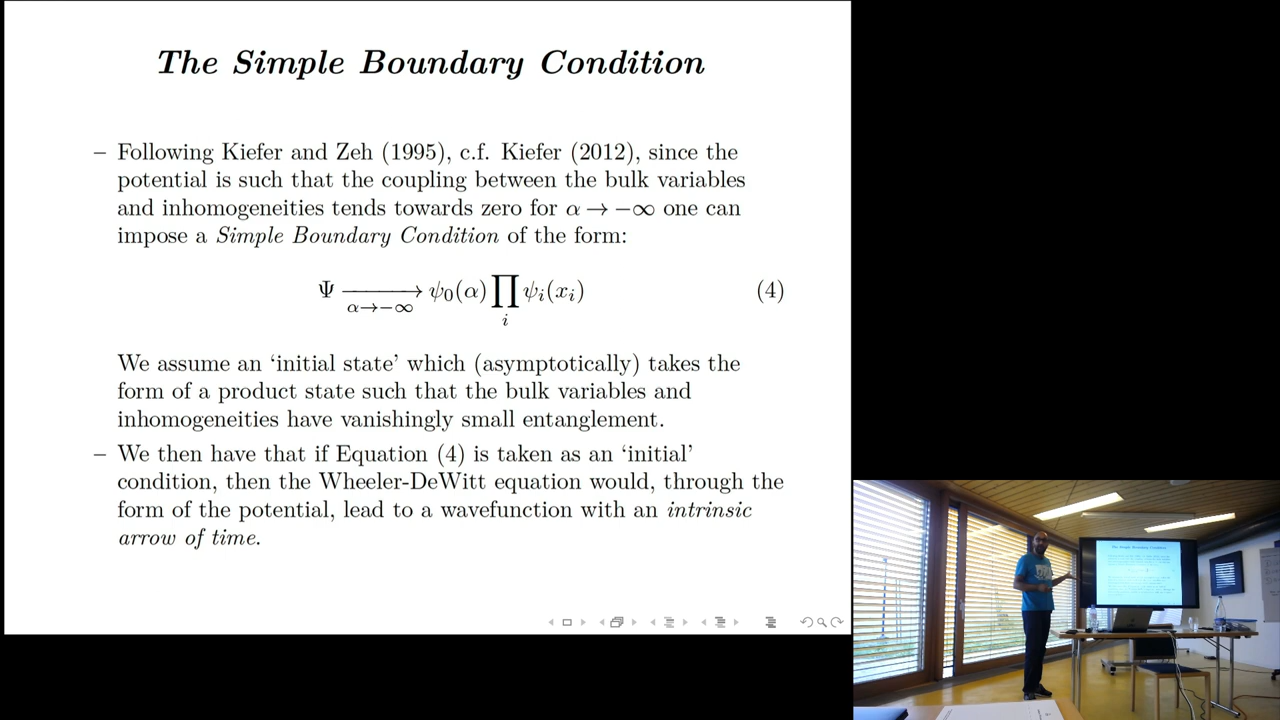 The Simple Boundary Condition
– Following Kiefer and Zeh (1995), c.f. Kiefer (2012), since the
potential is such that the coupling between the bulk variables
and inhomogeneities tends towards zero for α → −∞ one can
impose a Simple Boundary Condition of the form:
Ψ ⟶ ψ₀(α) ∏ ψᵢ(xᵢ) (4)
α→−∞ i
We assume an ‘initial state’ which (asymptotically) takes the
form of a product state such that the bulk variables and
inhomogeneities have vanishingly small entanglement.
– We then have that if Equation (4) is taken as an ‘initial’
condition, then the Wheeler-DeWitt equation would, through the
form of the potential, lead to a wavefunction with an intrinsic
arrow of time.
The Simple Boundary Condition